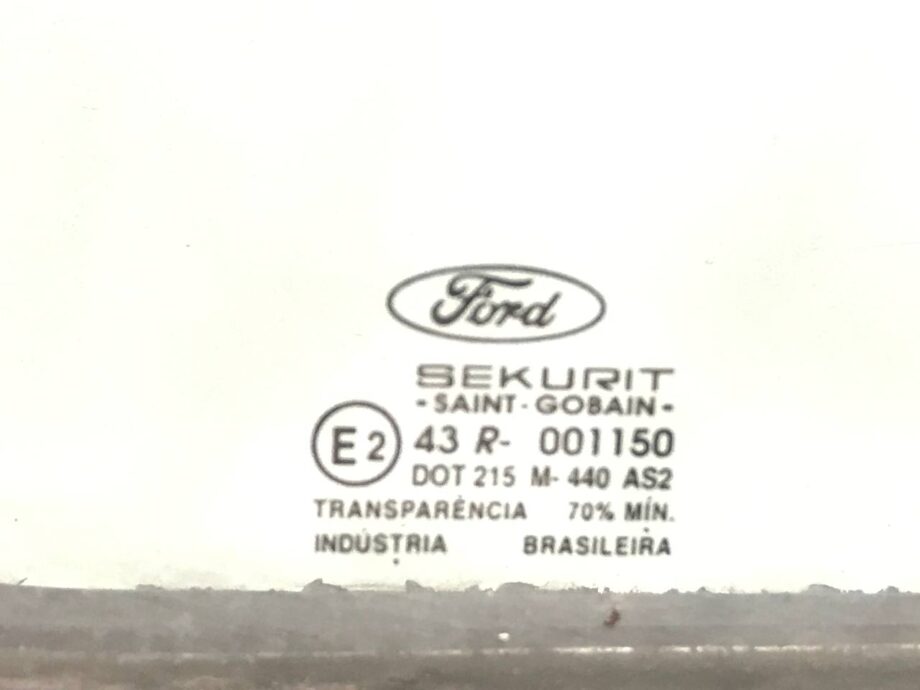 Ford
SEKURIT
- SAINT - GOBAIN -
E2 43 R- 001150
DOT 215 M- 440 AS2
TRANSPARÊNCIA 70% MÍN.
INDÚSTRIA BRASILEIRA